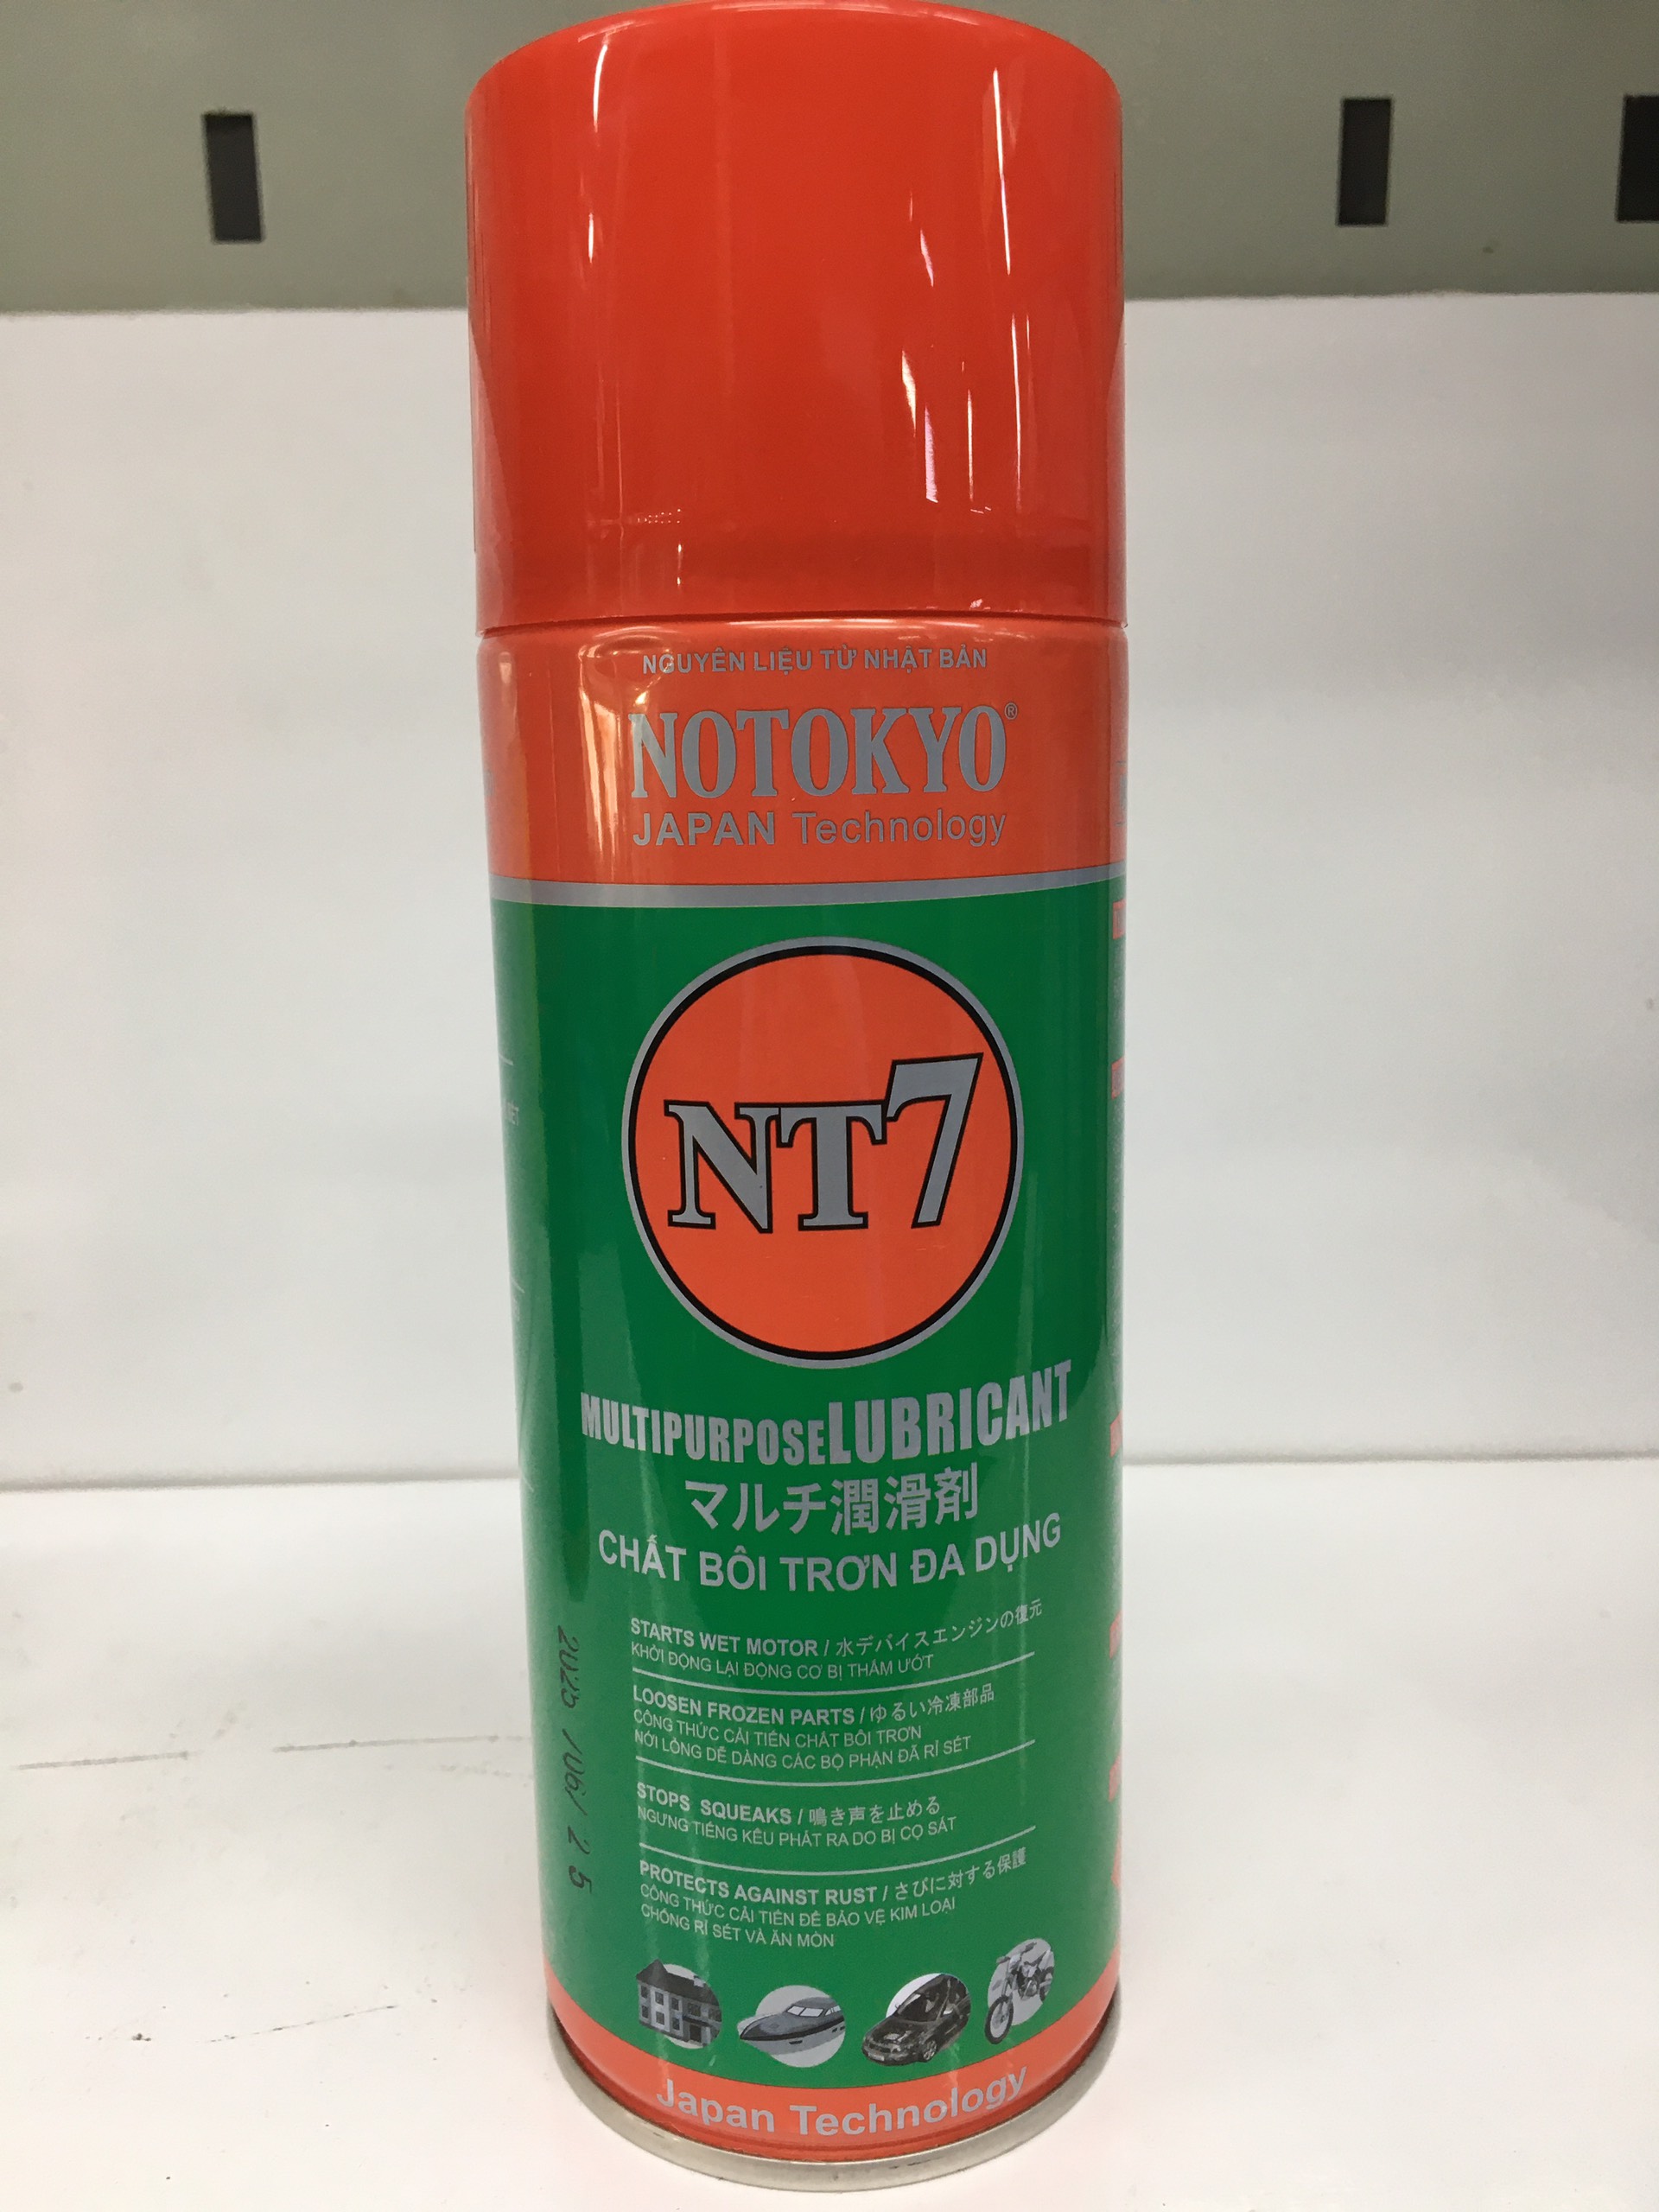 NGUYÊN LIỆU TỪ NHẬT BẢN
NOTOKYO®
JAPAN Technology
NT7
MULTIPURPOSE LUBRICANT
マルチ潤滑剤
CHẤT BÔI TRƠN ĐA DỤNG
STARTS WET MOTOR / 水デバイスエンジンの復元
KHỞI ĐỘNG LẠI ĐỘNG CƠ BỊ THẤM ƯỚT
LOOSEN FROZEN PARTS / ゆるい冷凍部品
CÔNG THỨC CẢI TIẾN CHẤT BÔI TRƠN
NỚI LỎNG DỄ DÀNG CÁC BỘ PHẬN ĐÃ RỈ SÉT
STOPS SQUEAKS / 鳴き声を止める
NGƯNG TIẾNG KÊU PHÁT RA DO BỊ CỌ SÁT
PROTECTS AGAINST RUST / さびに対する保護
CÔNG THỨC CẢI TIẾN ĐỂ BẢO VỆ KIM LOẠI
CHỐNG RỈ SÉT VÀ ĂN MÒN
Japan Technology
2025/06/25